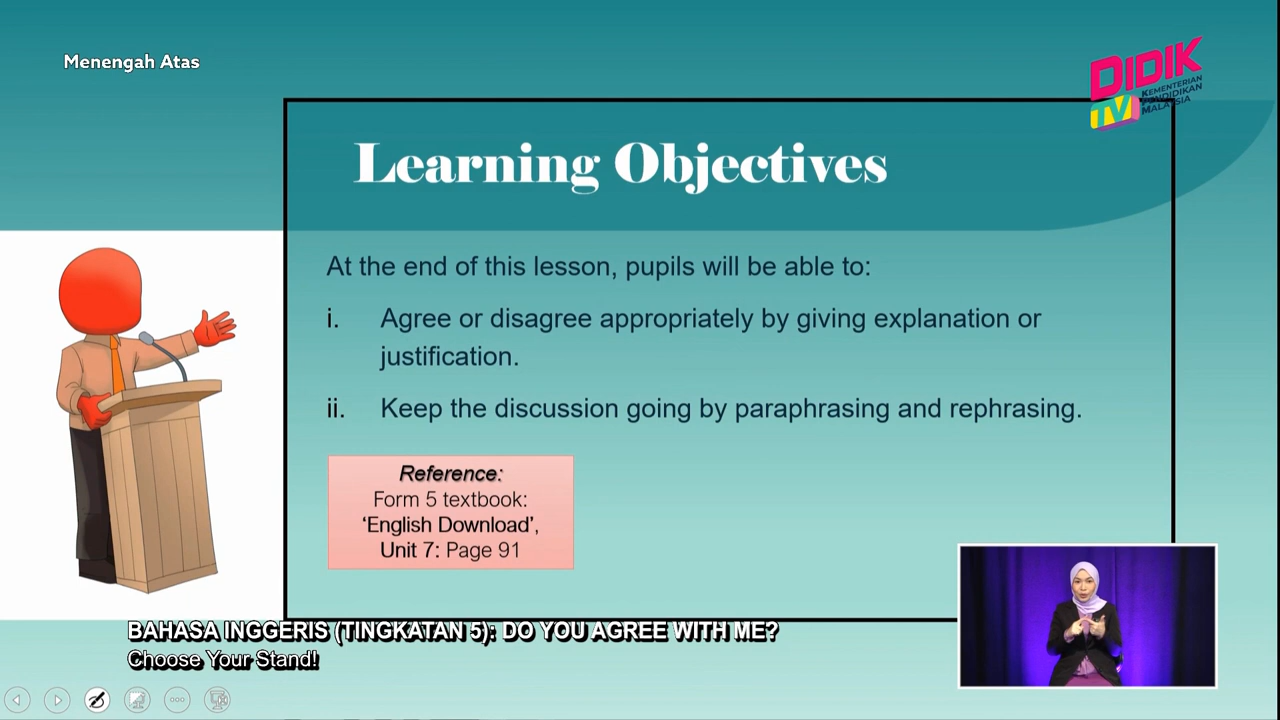 Menengah Atas
DIDIK
TV
KEMENTERIAN
PENDIDIKAN
MALAYSIA
Learning Objectives
At the end of this lesson, pupils will be able to:
i. Agree or disagree appropriately by giving explanation or
justification.
ii. Keep the discussion going by paraphrasing and rephrasing.
Reference:
Form 5 textbook:
‘English Download’,
Unit 7: Page 91
BAHASA INGGERIS (TINGKATAN 5): DO YOU AGREE WITH ME?
Choose Your Stand!